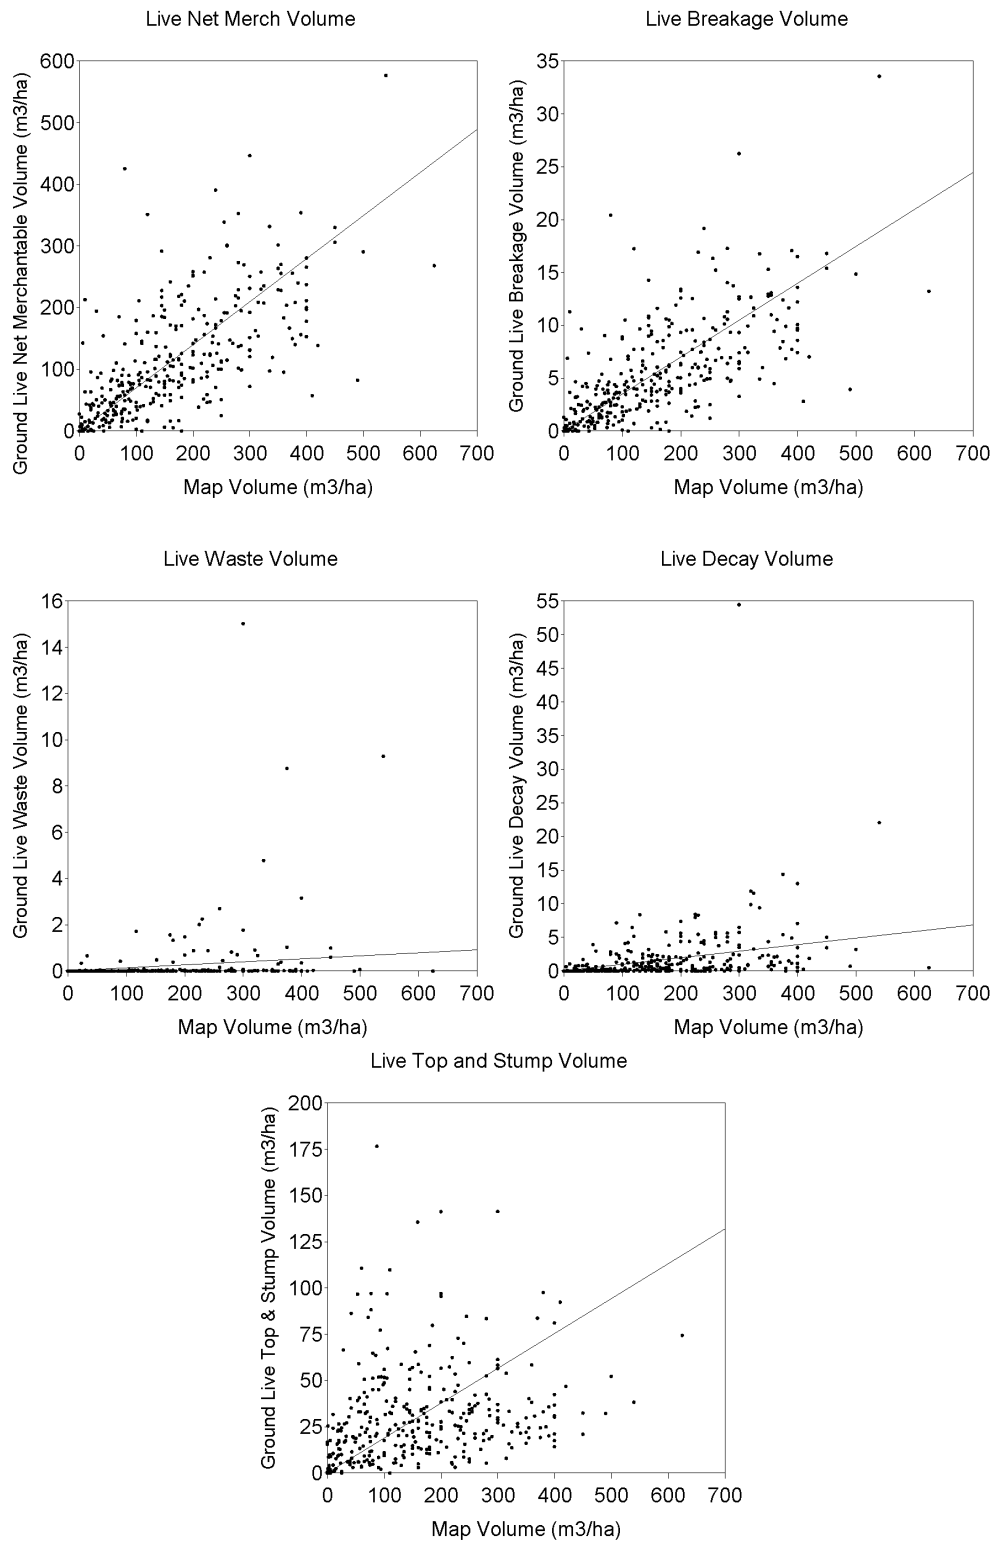 Live Net Merch Volume
Ground Live Net Merchantable Volume (m3/ha)
600
500
400
300
200
100
0
0 100 200 300 400 500 600 700
Map Volume (m3/ha)
Live Breakage Volume
Ground Live Breakage Volume (m3/ha)
35
30
25
20
15
10
5
0
0 100 200 300 400 500 600 700
Map Volume (m3/ha)
Live Waste Volume
Ground Live Waste Volume (m3/ha)
16
14
12
10
8
6
4
2
0
0 100 200 300 400 500 600 700
Map Volume (m3/ha)
Live Decay Volume
Ground Live Decay Volume (m3/ha)
55
50
45
40
35
30
25
20
15
10
5
0
0 100 200 300 400 500 600 700
Map Volume (m3/ha)
Live Top and Stump Volume
Ground Live Top & Stump Volume (m3/ha)
200
175
150
125
100
75
50
25
0
0 100 200 300 400 500 600 700
Map Volume (m3/ha)